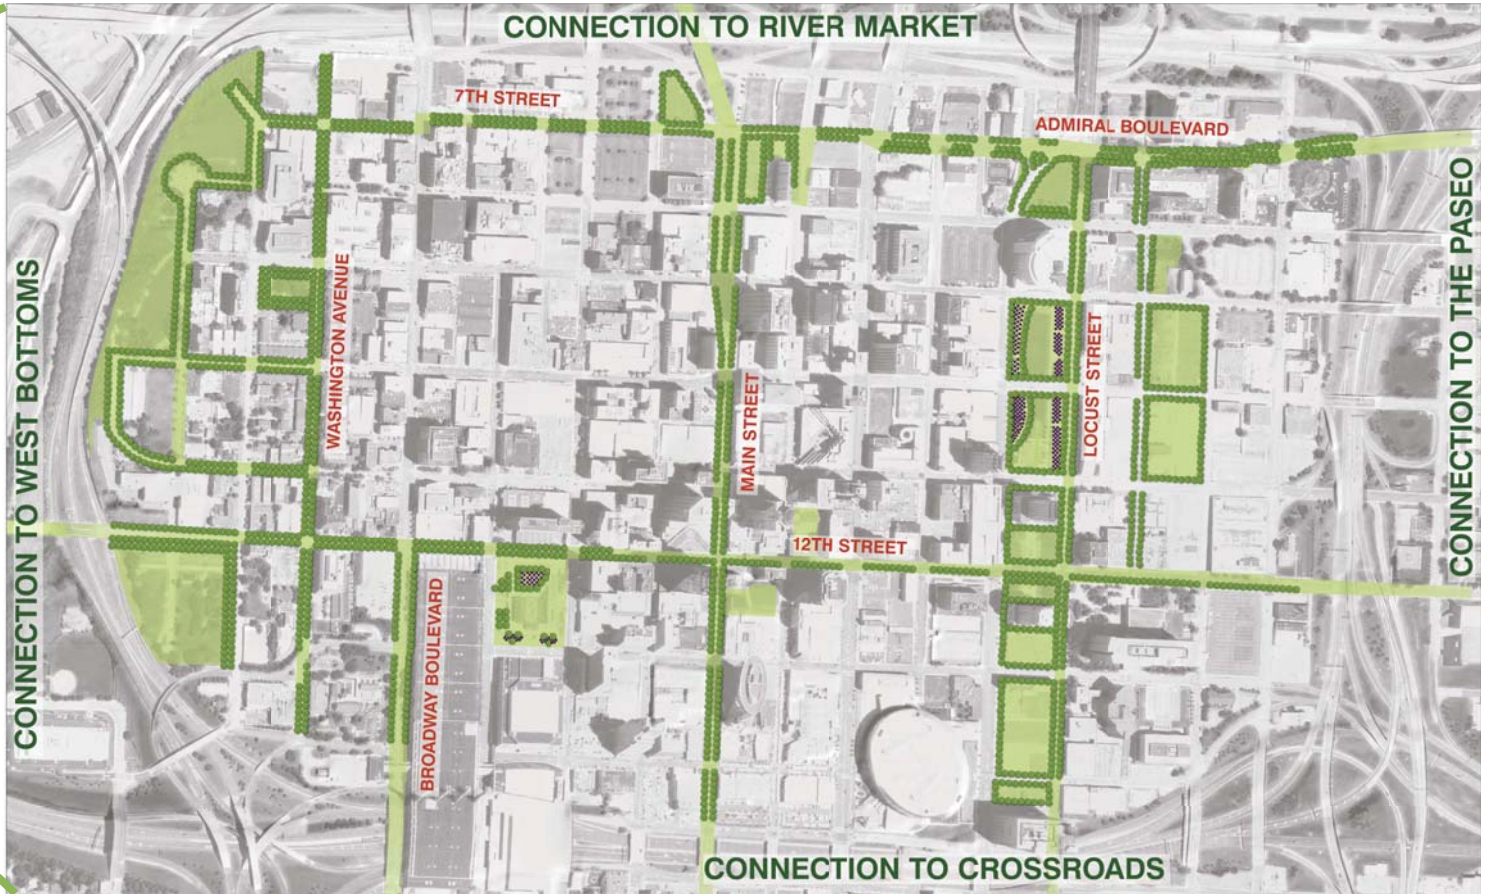 CONNECTION TO RIVER MARKET
7TH STREET
ADMIRAL BOULEVARD
CONNECTION TO WEST BOTTOMS
WASHINGTON AVENUE
MAIN STREET
LOCUST STREET
CONNECTION TO THE PASEO
12TH STREET
BROADWAY BOULEVARD
CONNECTION TO CROSSROADS